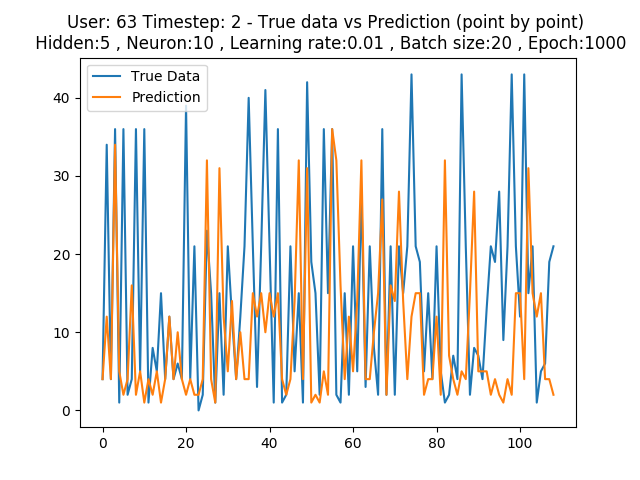 User: 63 Timestep: 2 - True data vs Prediction (point by point)
Hidden:5 , Neuron:10 , Learning rate:0.01 , Batch size:20 , Epoch:1000
True Data
Prediction
40
30
20
10
0
0 20 40 60 80 100